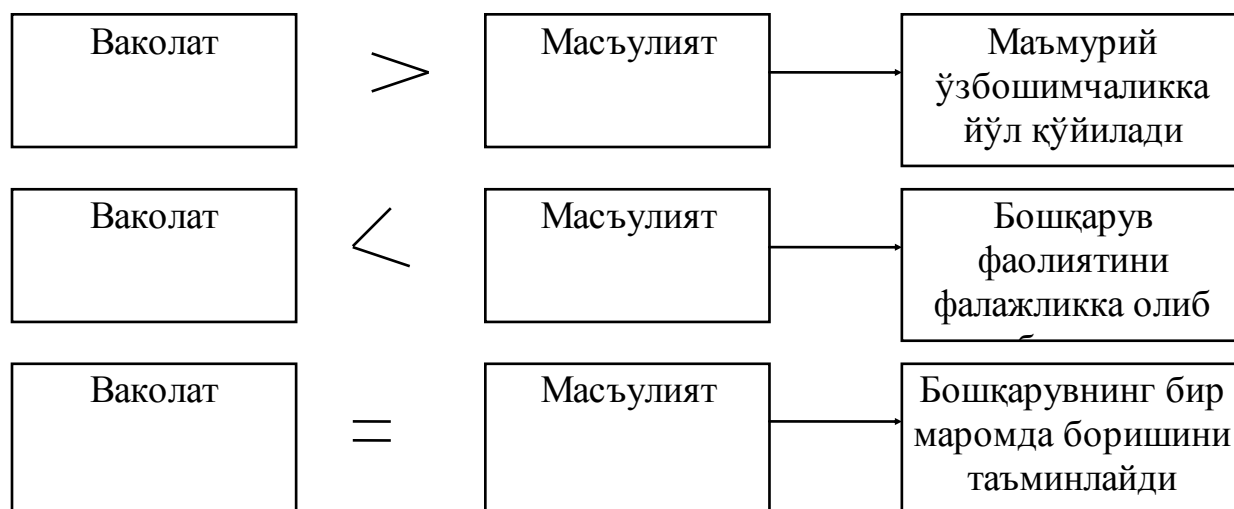 Ваколат
>
Масъулият
Маъмурий
ўзбошимчаликка
йўл қўйилади
Ваколат
<
Масъулият
Бошқарув
фаолиятини
фалажликка олиб
Ваколат
=
Масъулият
Бошқарувнинг бир
маромда боришини
таъминлайди